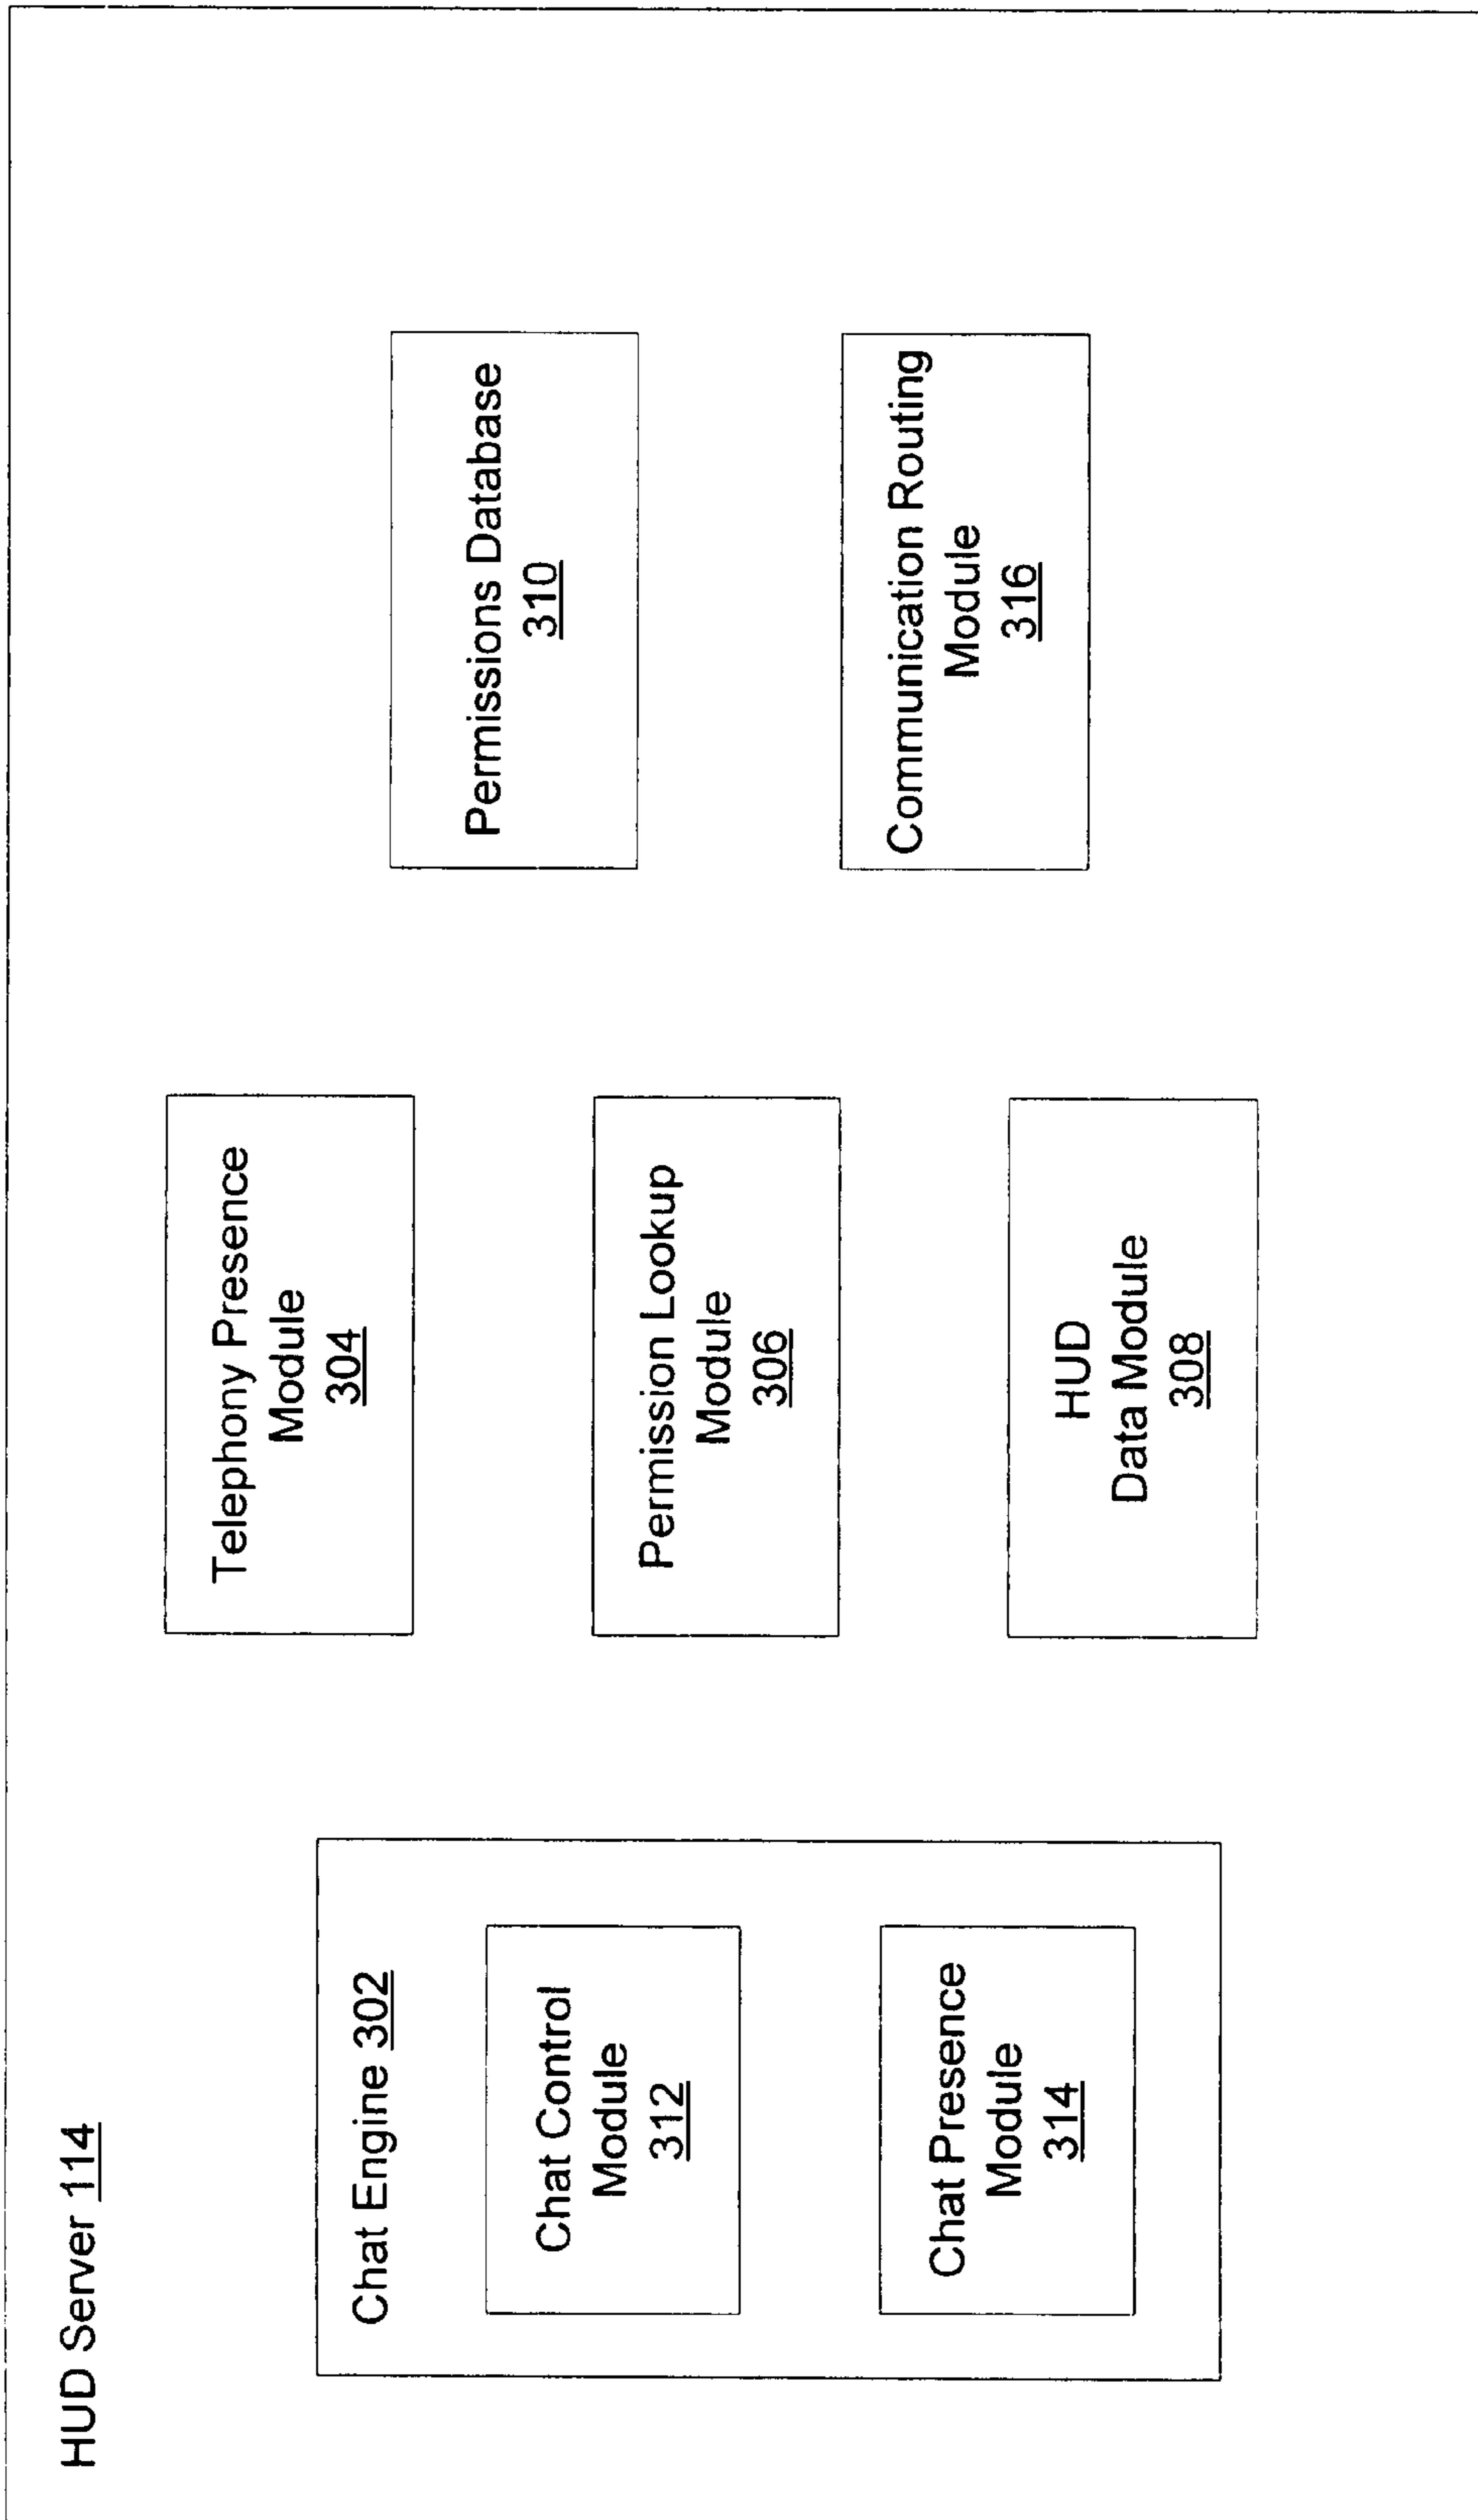 HUD Server 114
Chat Engine 302
Chat Control
Module
312
Chat Presence
Module
314
Telephony Presence
Module
304
Permission Lookup
Module
306
HUD
Data Module
308
Permissions Database
310
Communication Routing
Module
316